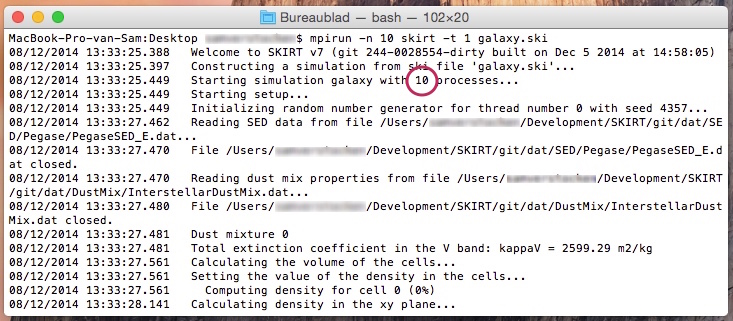 Bureaublad — bash — 102×20
MacBook-Pro-van-Sam:Desktop $ mpirun -n 10 skirt -t 1 galaxy.ski
08/12/2014 13:33:25.388 Welcome to SKIRT v7 (git 244-0028554-dirty built on Dec 5 2014 at 14:58:05)
08/12/2014 13:33:25.397 Constructing a simulation from ski file 'galaxy.ski'...
08/12/2014 13:33:25.449 Starting simulation galaxy with 10 processes...
08/12/2014 13:33:25.449 Starting setup...
08/12/2014 13:33:25.449 Initializing random number generator for thread number 0 with seed 4357...
08/12/2014 13:33:27.462 Reading SED data from file /Users/ /Development/SKIRT/git/dat/SE
D/Pegase/PegaseSED_E.dat...
08/12/2014 13:33:27.470 File /Users/ /Development/SKIRT/git/dat/SED/Pegase/PegaseSED_E.d
at closed.
08/12/2014 13:33:27.470 Reading dust mix properties from file /Users/ /Development/SKIRT
/git/dat/DustMix/InterstellarDustMix.dat...
08/12/2014 13:33:27.480 File /Users/ /Development/SKIRT/git/dat/DustMix/InterstellarDust
Mix.dat closed.
08/12/2014 13:33:27.481 Dust mixture 0
08/12/2014 13:33:27.481 Total extinction coefficient in the V band: kappaV = 2599.29 m2/kg
08/12/2014 13:33:27.561 Calculating the volume of the cells...
08/12/2014 13:33:27.561 Setting the value of the density in the cells...
08/12/2014 13:33:27.561 Computing density for cell 0 (0%)
08/12/2014 13:33:28.141 Calculating density in the xy plane...